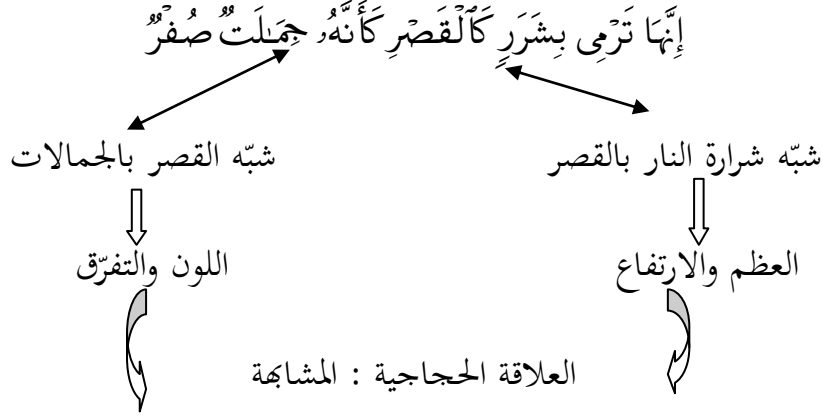 إِنَّهَا تَرْمِى بِشَرَرٍ كَٱلْقَصْرِ كَأَنَّهُۥ جِمَـٰلَتٌ صُفْرٌ
شبّه شرارة النار بالقصر شبّه القصر بالجمالات
العظم والارتفاع اللون والتفرّق
العلاقة الحجاجية : المشابهة